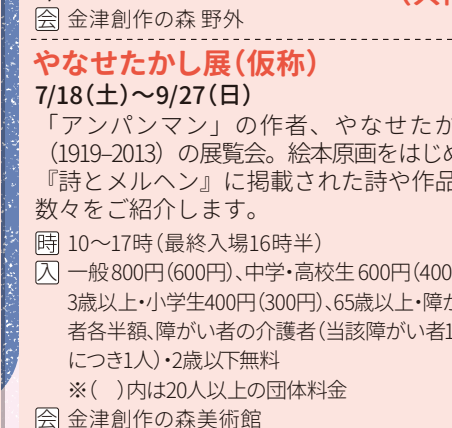 会 金津創作の森 野外
やなせたかし展(仮称)
7/18(土)〜9/27(日)
「アンパンマン」の作者、やなせたか
(1919–2013)の展覧会。絵本原画をはじめ
『詩とメルヘン』に掲載された詩や作品
数々をご紹介します。
時 10〜17時(最終入場16時半)
入 一般800円(600円)、中学・高校生600円(400
3歳以上・小学生400円(300円)、65歳以上・障が
者各半額、障がい者の介護者(当該障がい者1
につき1人)・2歳以下無料
※( )内は20人以上の団体料金
会 金津創作の森美術館